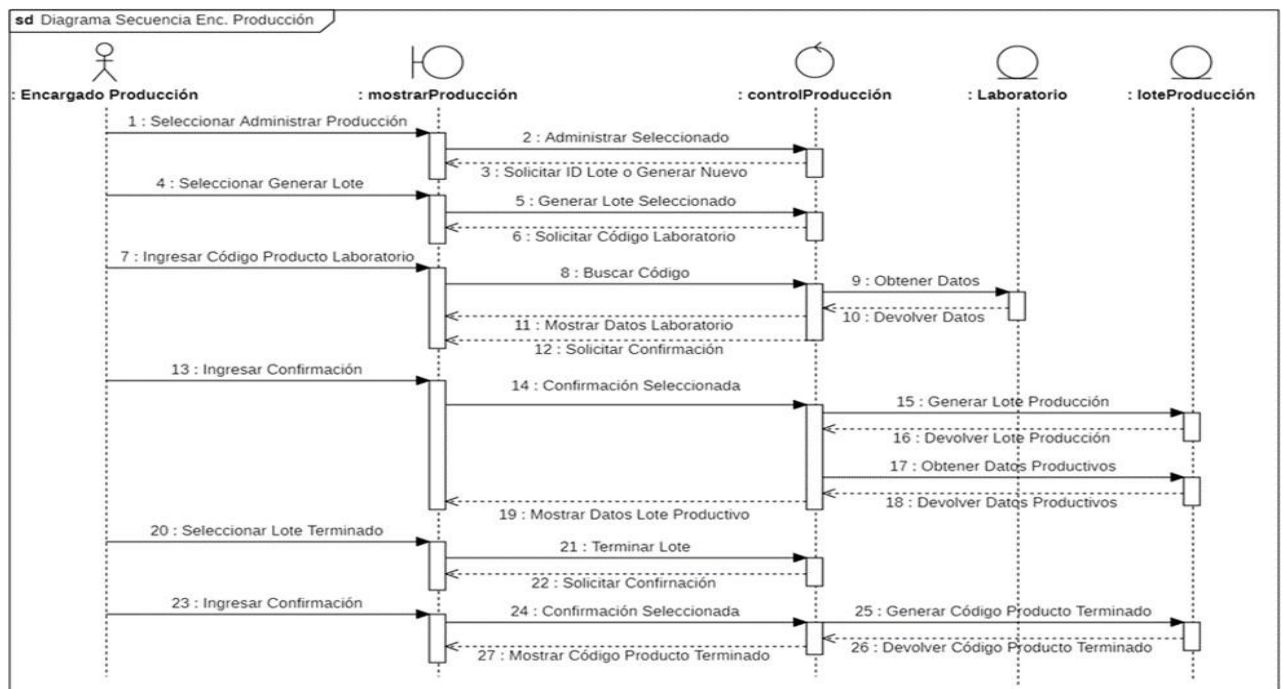 sd Diagrama Secuencia Enc. Producción
: Encargado Producción
: mostrarProducción
: controlProducción
: Laboratorio
: loteProducción
1 : Seleccionar Administrar Producción
2 : Administrar Seleccionado
3 : Solicitar ID Lote o Generar Nuevo
4 : Seleccionar Generar Lote
5 : Generar Lote Seleccionado
6 : Solicitar Código Laboratorio
7 : Ingresar Código Producto Laboratorio
8 : Buscar Código
9 : Obtener Datos
10 : Devolver Datos
11 : Mostrar Datos Laboratorio
12 : Solicitar Confirmación
13 : Ingresar Confirmación
14 : Confirmación Seleccionada
15 : Generar Lote Producción
16 : Devolver Lote Producción
17 : Obtener Datos Productivos
18 : Devolver Datos Productivos
19 : Mostrar Datos Lote Productivo
20 : Seleccionar Lote Terminado
21 : Terminar Lote
22 : Solicitar Confirnación
23 : Ingresar Confirmación
24 : Confirmación Seleccionada
25 : Generar Código Producto Terminado
26 : Devolver Código Producto Terminado
27 : Mostrar Código Producto Terminado